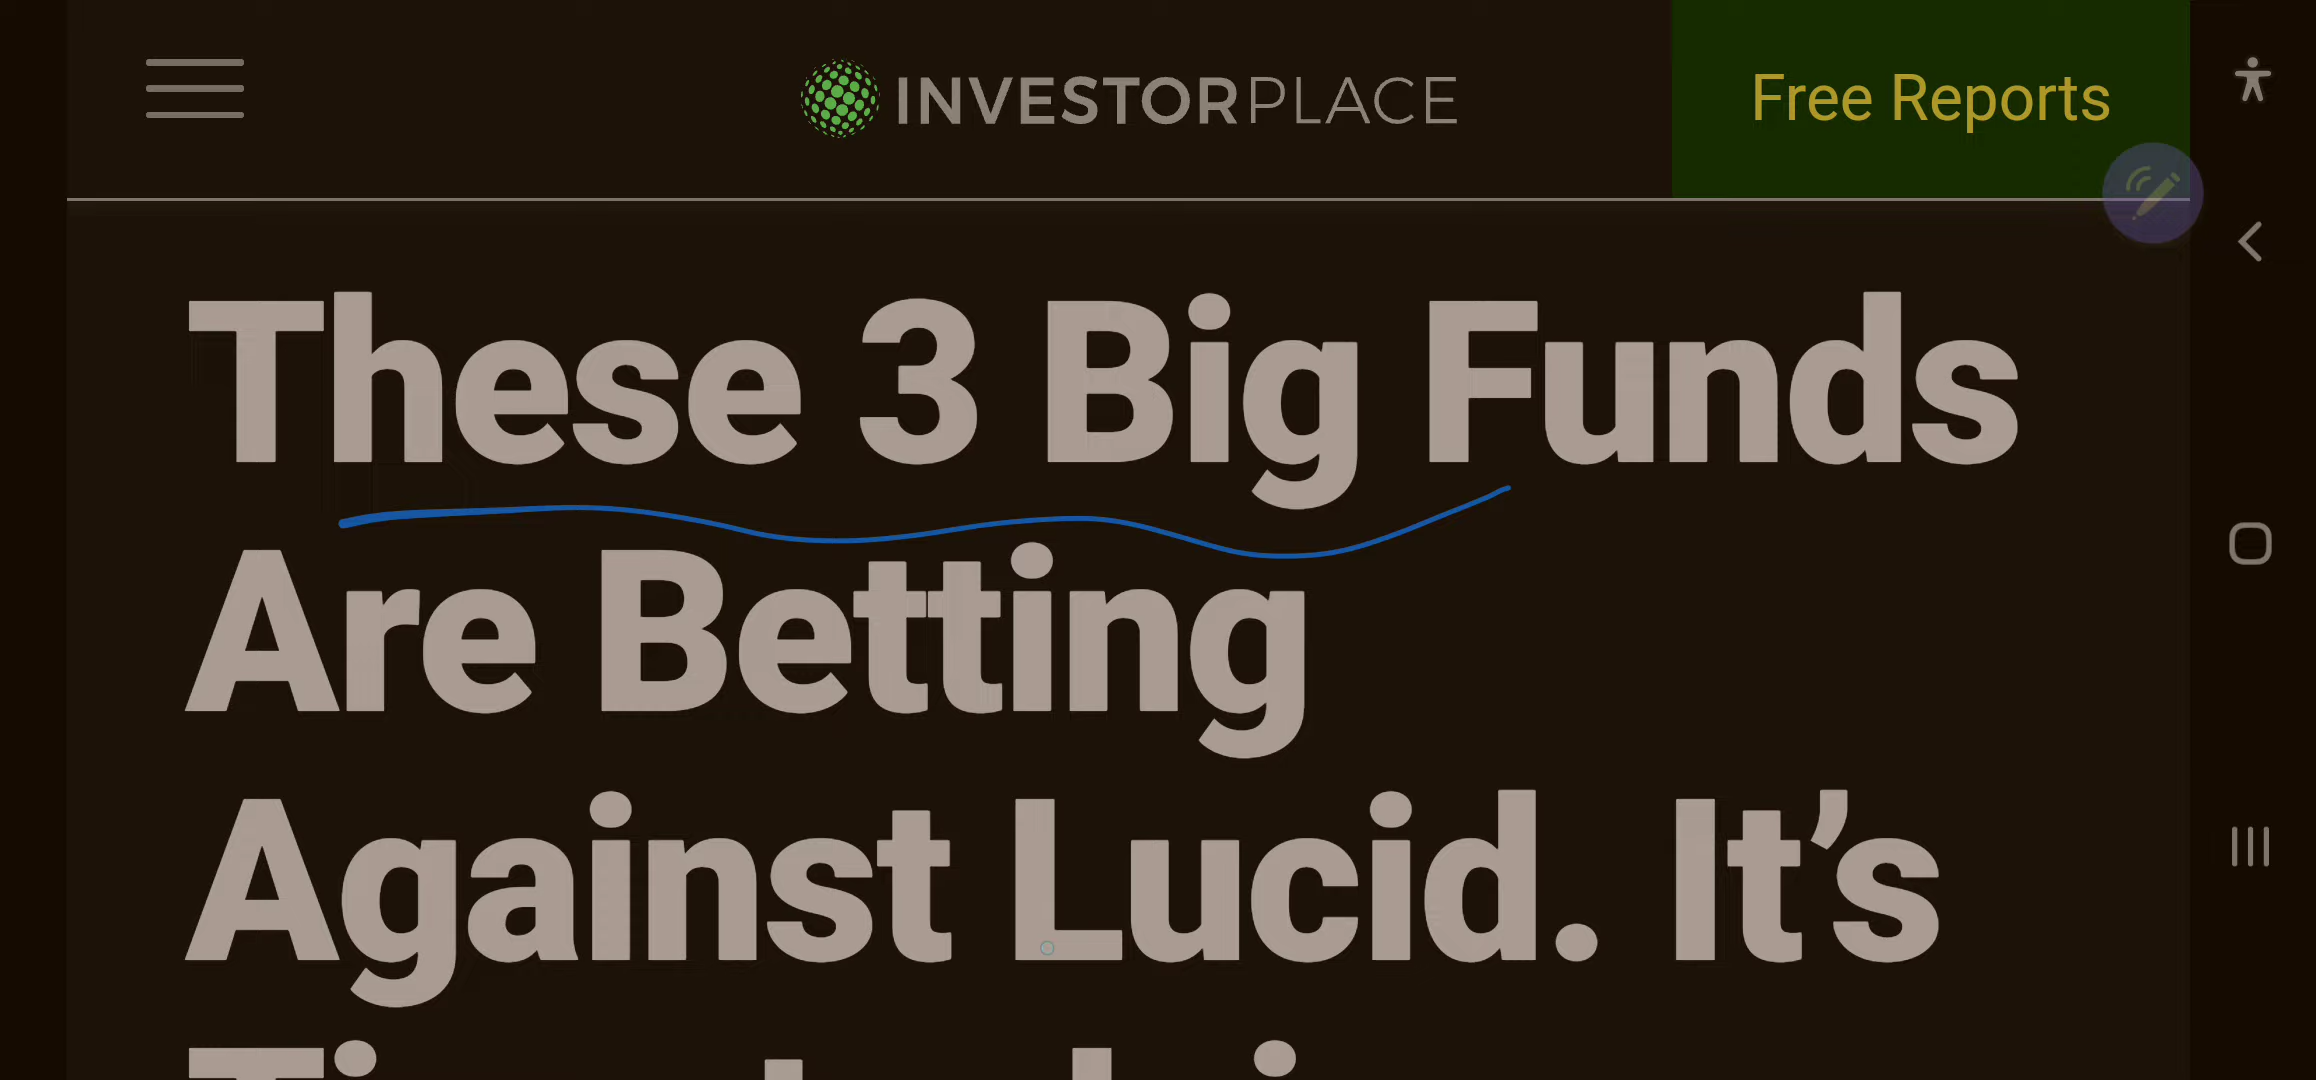 INVESTORPLACE
Free Reports
These 3 Big Funds
Are Betting
Against Lucid. It’s